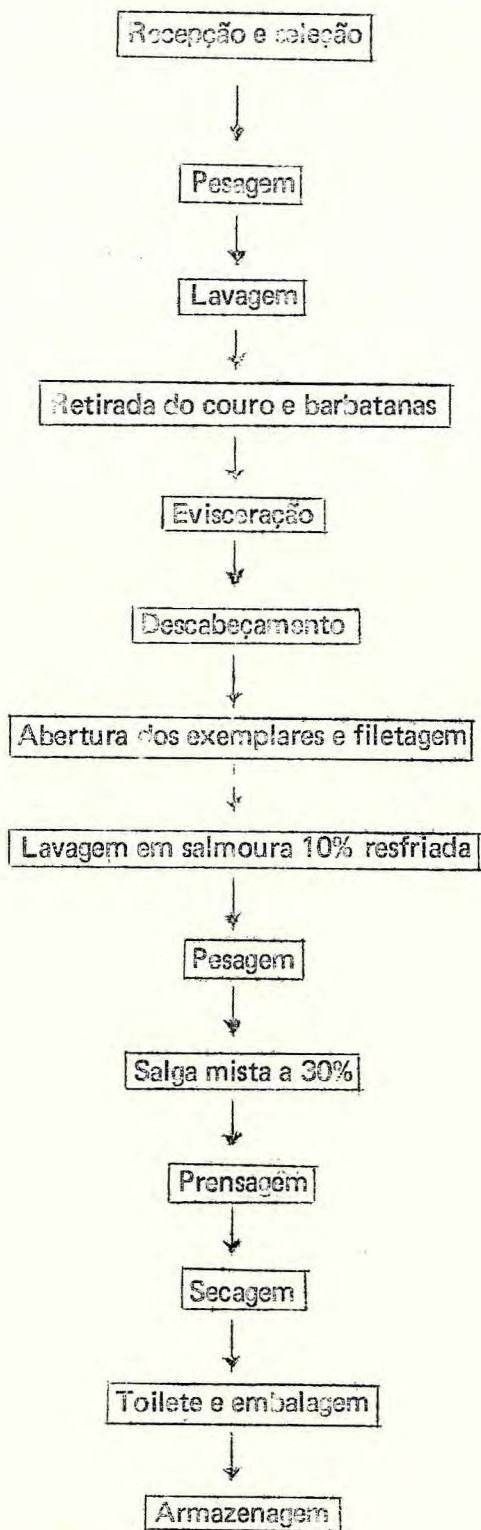 Recepção e seleção
Pesagem
Lavagem
Retirada do couro e barbatanas
Evisceração
Descabeçamento
Abertura dos exemplares e filetagem
Lavagem em salmoura 10% resfriada
Pesagem
Salga mista a 30%
Prensagem
Secagem
Toilete e embalagem
Armazenagem